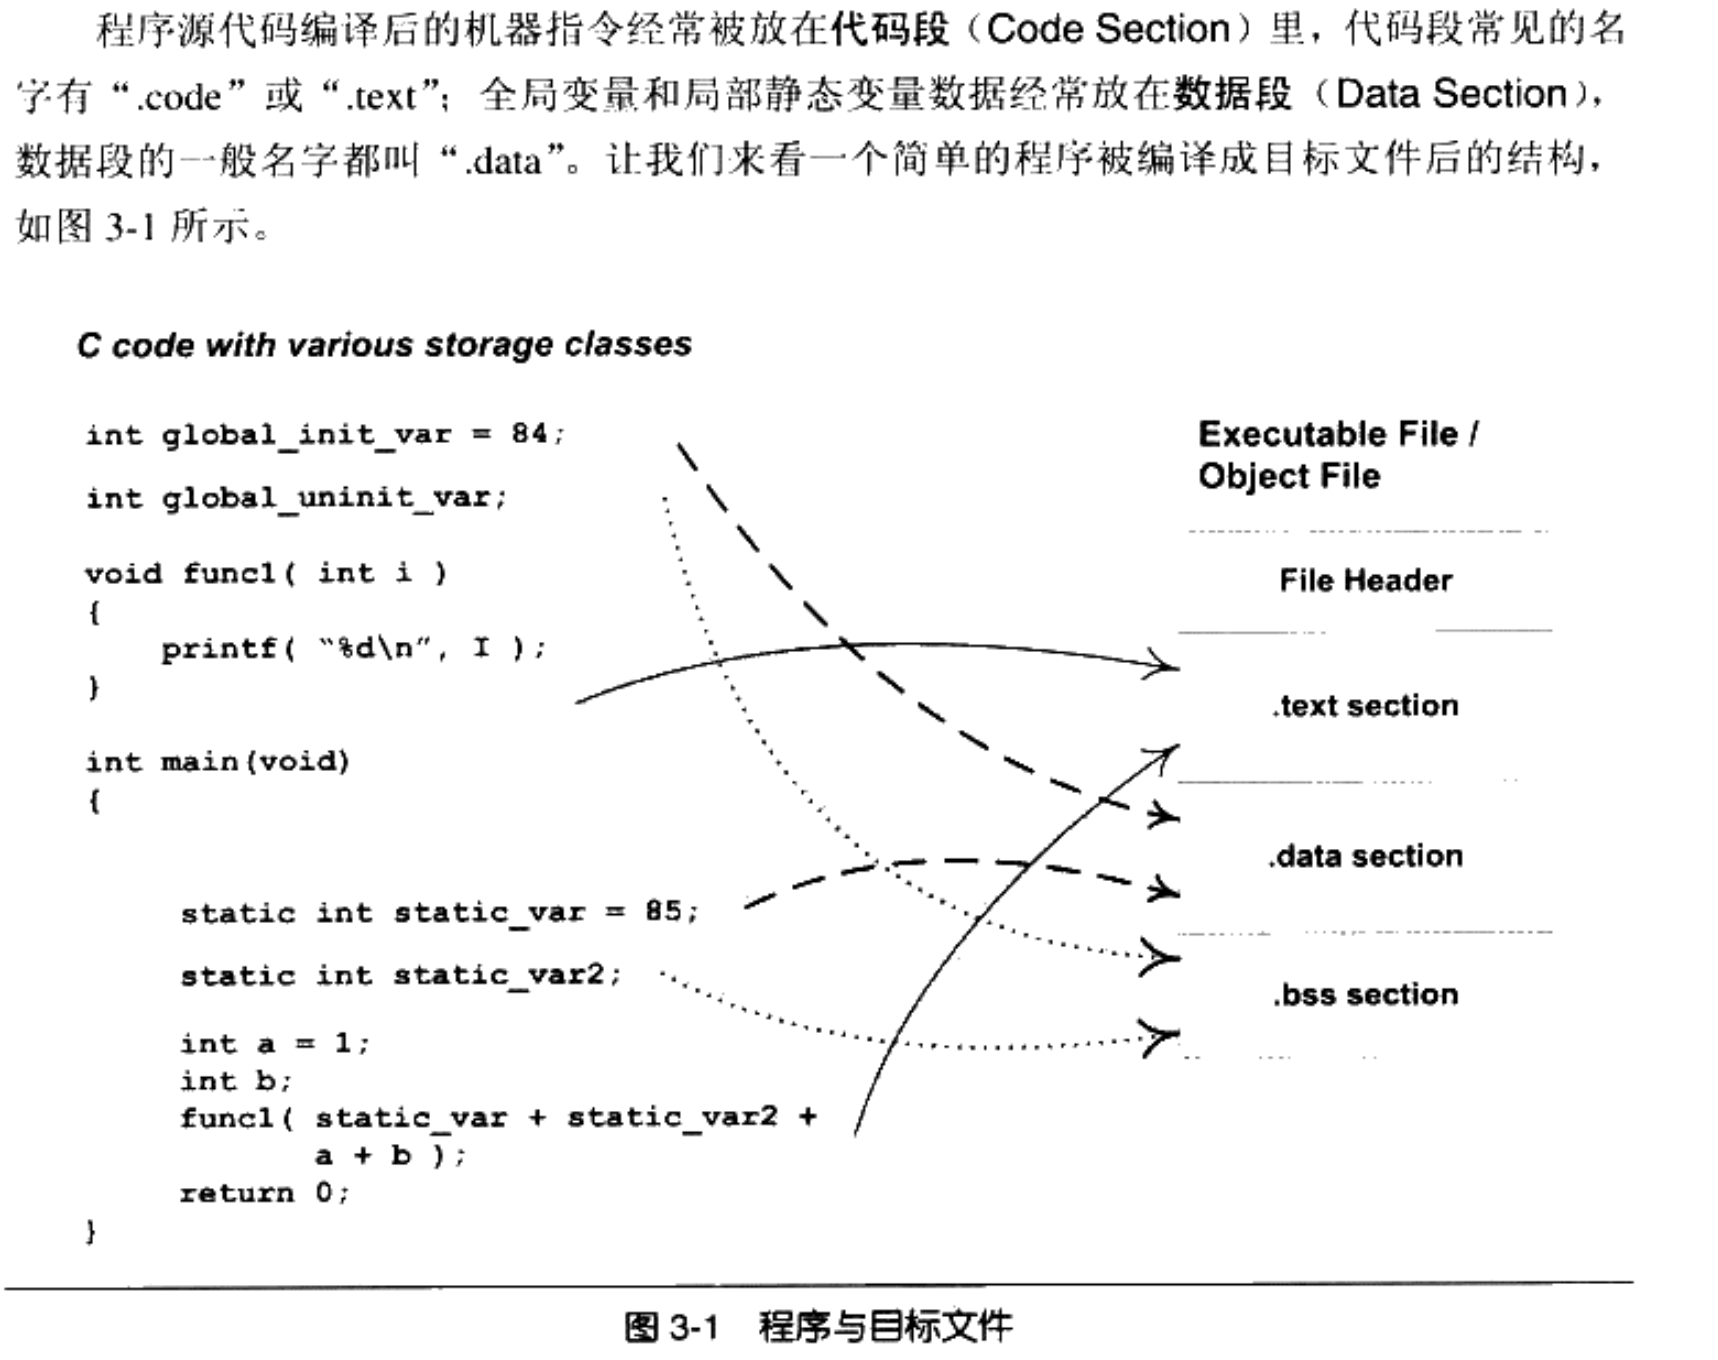 程序源代码编译后的机器指令经常被放在代码段（Code Section）里，代码段常见的名
字有“.code”或“.text”；全局变量和局部静态变量数据经常放在数据段（Data Section），
数据段的一般名字都叫“.data”。让我们来看一个简单的程序被编译成目标文件后的结构，
如图 3-1 所示。
C code with various storage classes
int global_init_var = 84;
int global_uninit_var;
void func1( int i )
{
    printf( “%d\n”, I );
}
int main(void)
{
    static int static_var = 85;
    static int static_var2;
    int a = 1;
    int b;
    func1( static_var + static_var2 +
           a + b );
    return 0;
}
Executable File /
Object File
File Header
.text section
.data section
.bss section
图 3-1 程序与目标文件